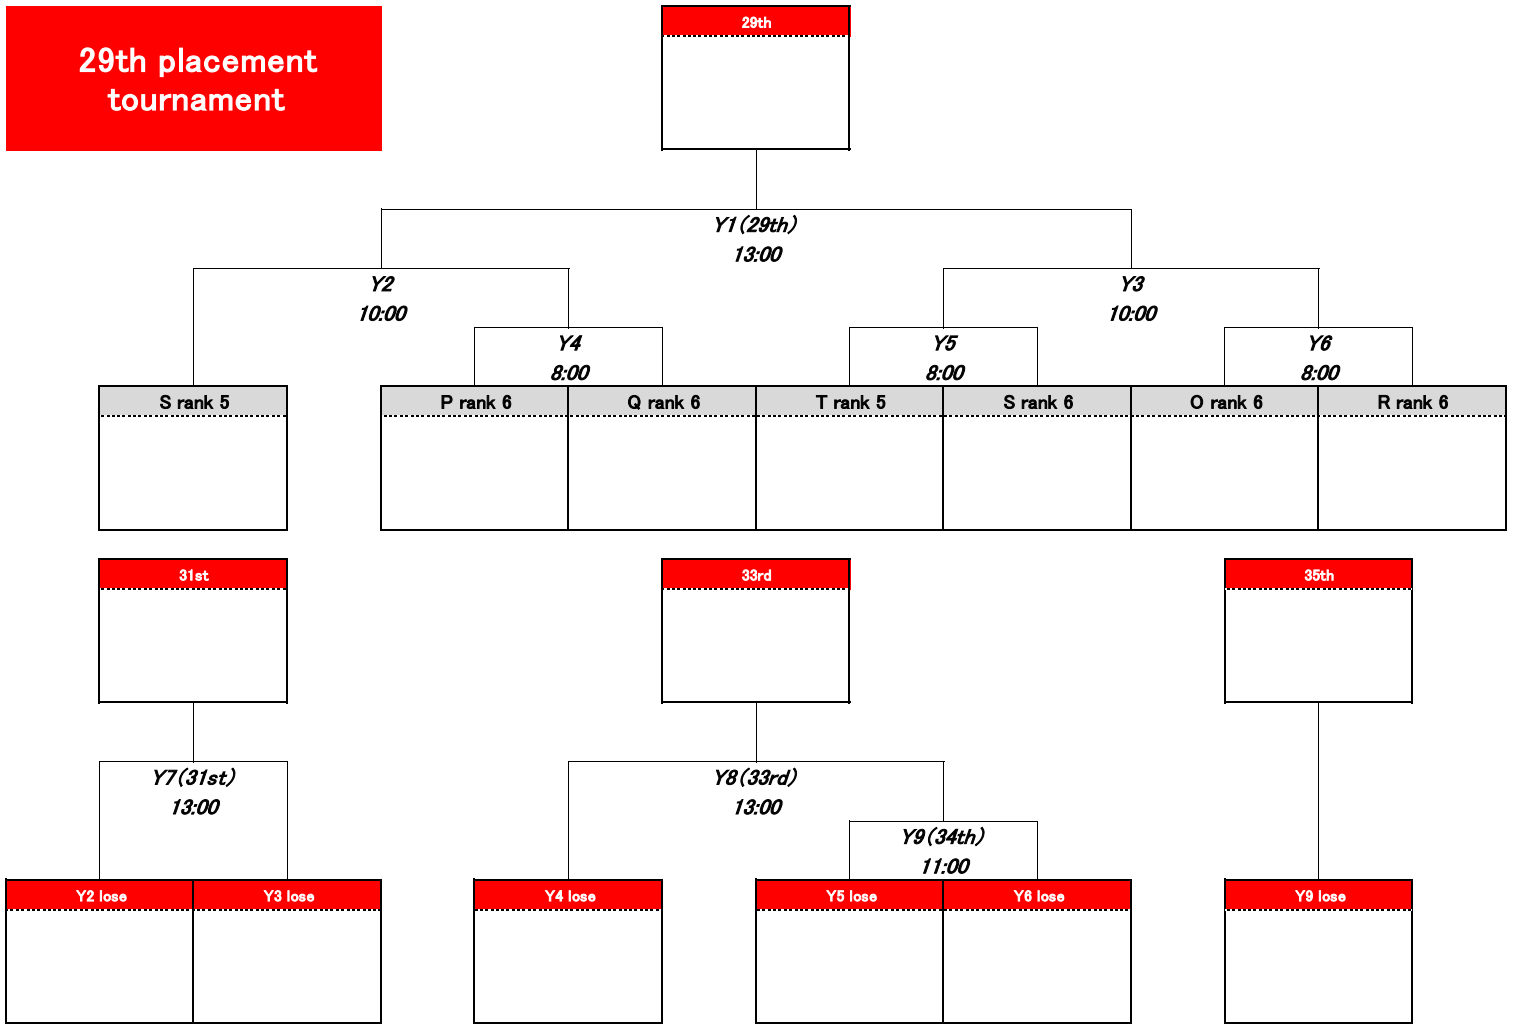 29th placement
tournament
29th
Y1(29th)
13:00
Y2
10:00
Y3
10:00
Y4
8:00
Y5
8:00
Y6
8:00
S rank 5
P rank 6
Q rank 6
T rank 5
S rank 6
O rank 6
R rank 6
31st
33rd
35th
Y7(31st)
13:00
Y8(33rd)
13:00
Y9(34th)
11:00
Y2 lose
Y3 lose
Y4 lose
Y5 lose
Y6 lose
Y9 lose